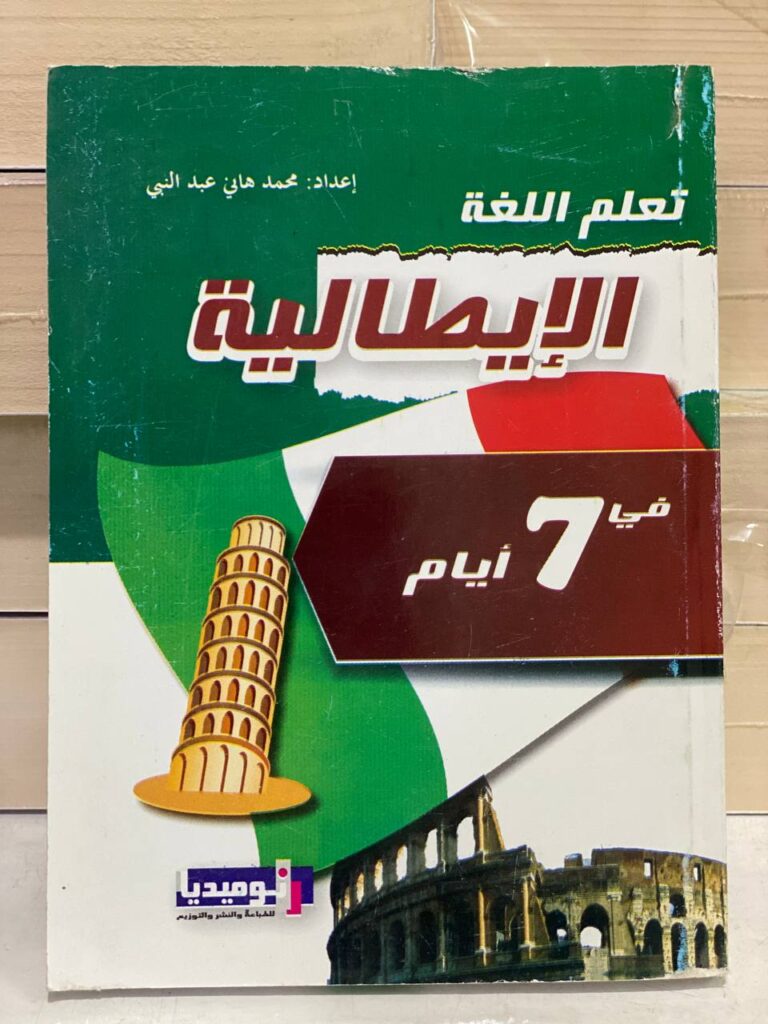 إعداد: محمد هاني عبد النبي
تعلم اللغة
الإيطالية
في 7 أيام
نوميديا
للطباعة والنشر والتوزيع